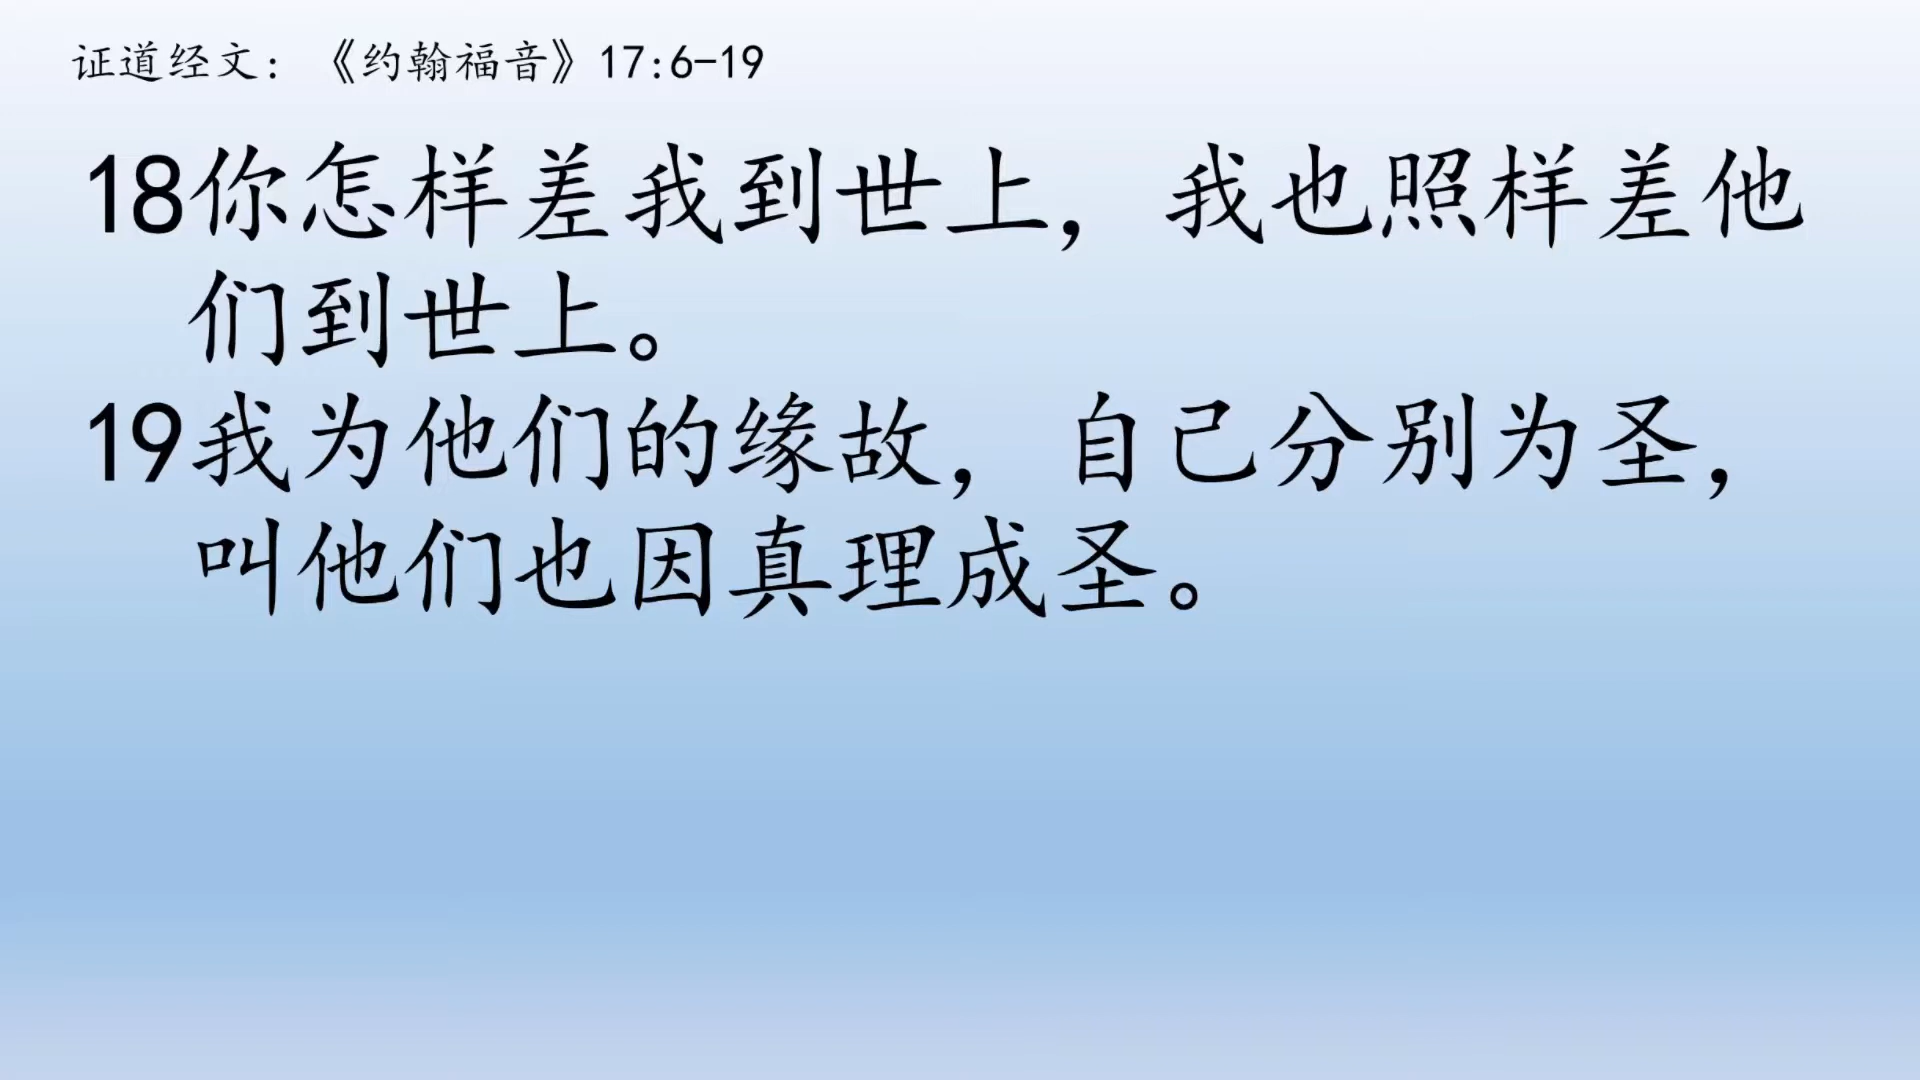 证道经文：《约翰福音》17:6-19
18你怎样差我到世上，我也照样差他
们到世上。
19我为他们的缘故，自己分别为圣，
叫他们也因真理成圣。